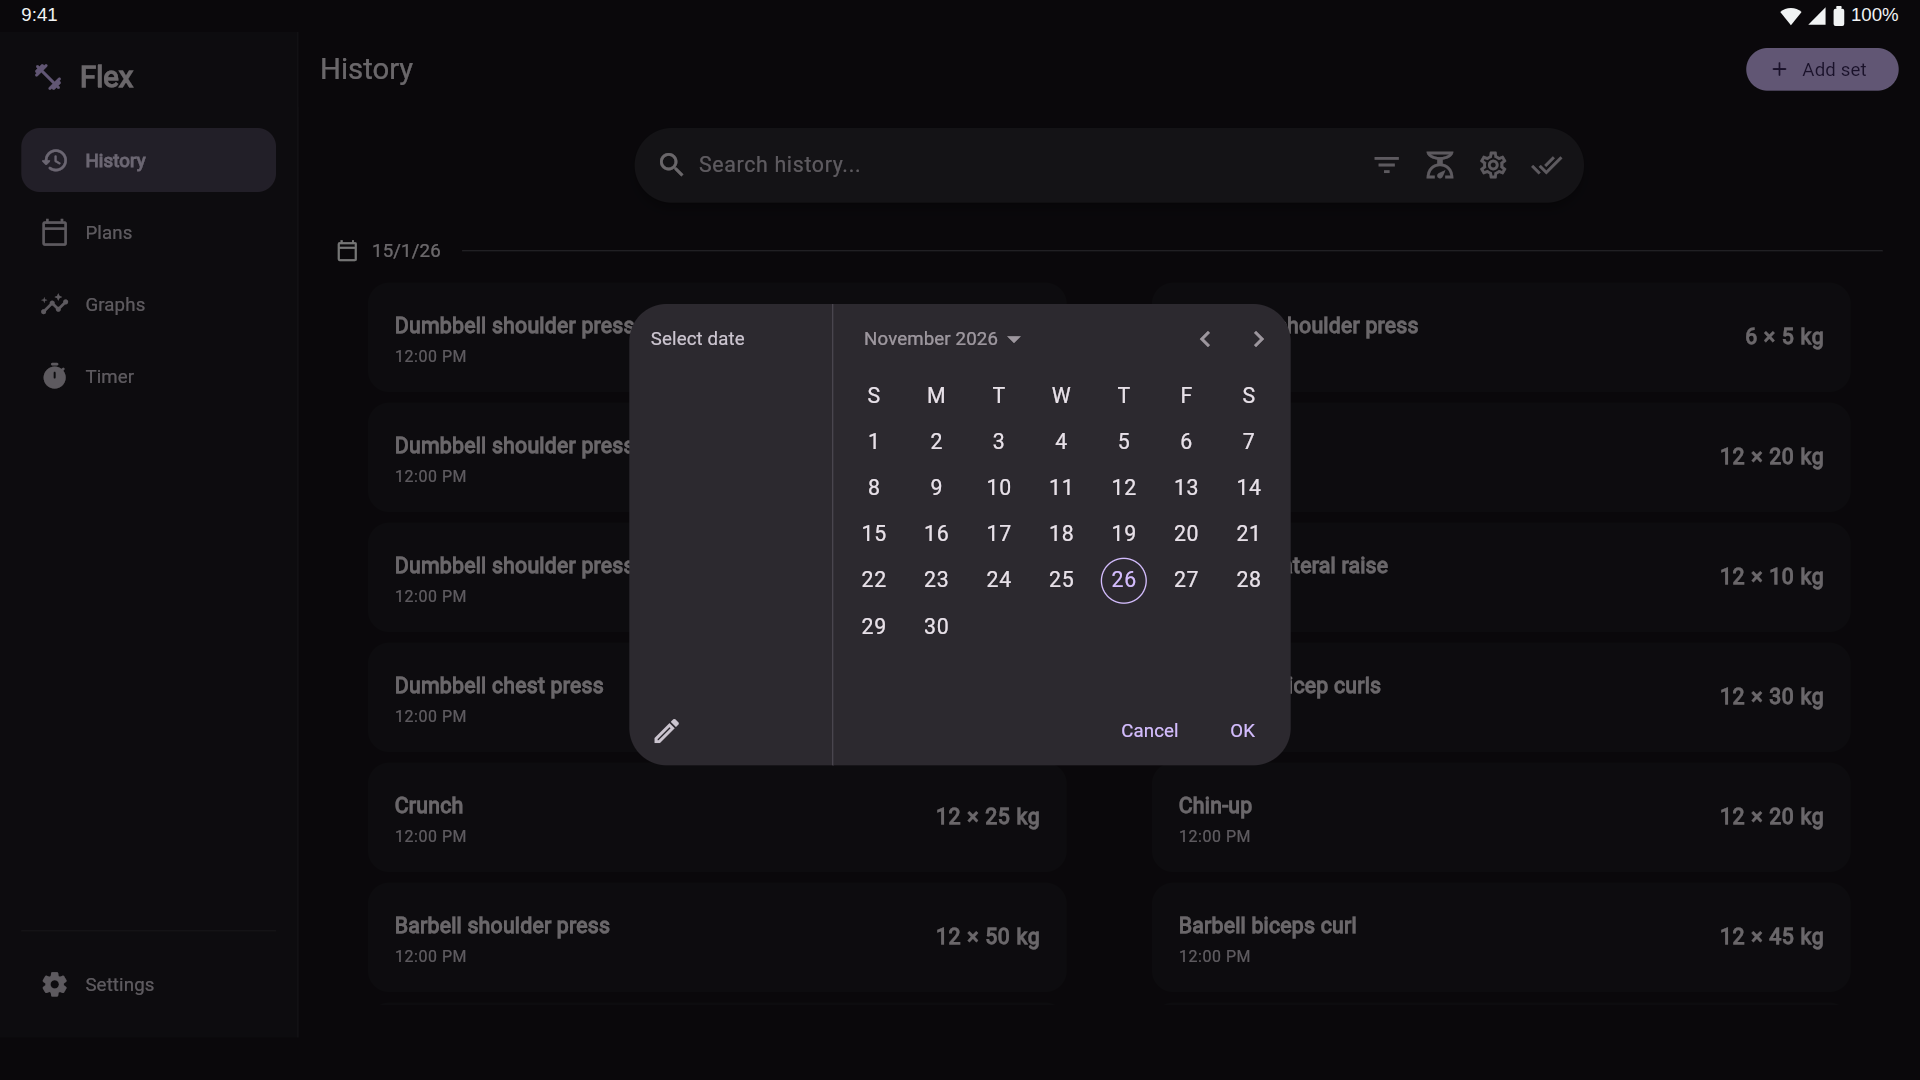 9:41
100%
Flex
History
Plans
Graphs
Timer
Settings
History
Add set
Search history...
15/1/26
Dumbbell shoulder press
12:00 PM
houlder press
6 × 5 kg
Dumbbell shoulder press
12:00 PM
12 × 20 kg
Dumbbell shoulder press
12:00 PM
teral raise
12 × 10 kg
Dumbbell chest press
12:00 PM
icep curls
12 × 30 kg
Crunch
12:00 PM
12 × 25 kg
Chin-up
12:00 PM
12 × 20 kg
Barbell shoulder press
12:00 PM
12 × 50 kg
Barbell biceps curl
12:00 PM
12 × 45 kg
Select date
November 2026
S M T W T F S
1 2 3 4 5 6 7
8 9 10 11 12 13 14
15 16 17 18 19 20 21
22 23 24 25 26 27 28
29 30
Cancel OK